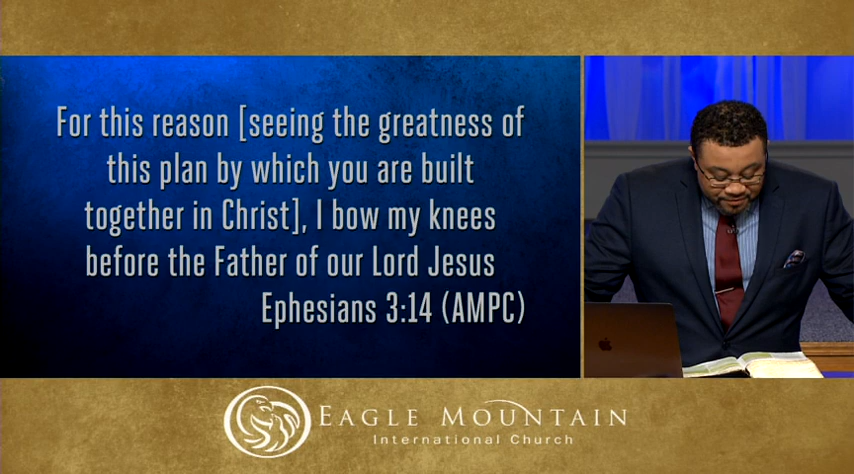 For this reason [seeing the greatness of
this plan by which you are built
together in Christ], I bow my knees
before the Father of our Lord Jesus
Ephesians 3:14 (AMPC)
EAGLE MOUNTAIN
International Church